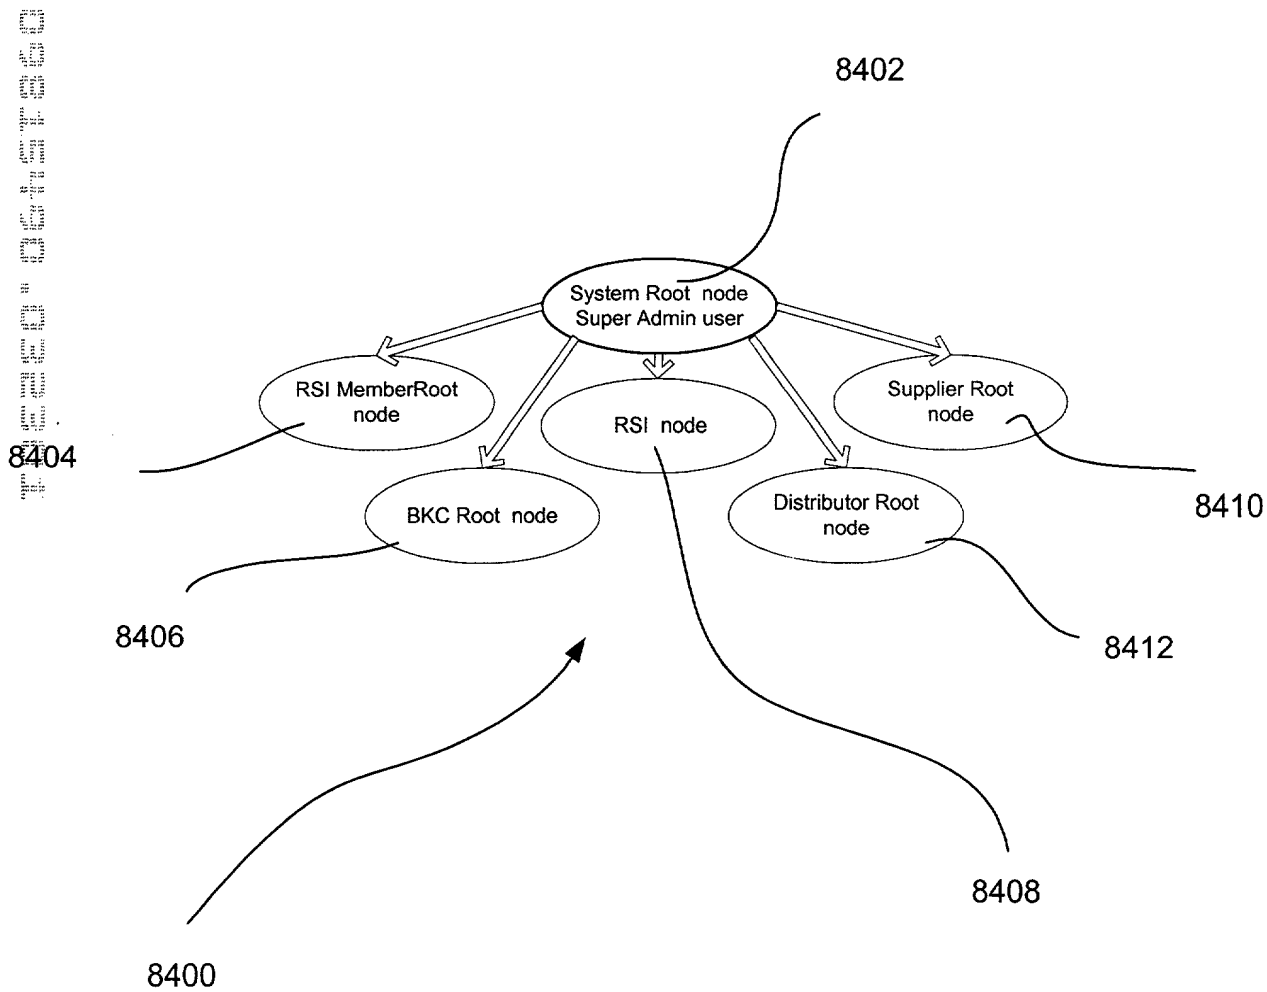 8402
System Root node
Super Admin user
RSI MemberRoot
node
RSI node
Supplier Root
node
8404
BKC Root node
Distributor Root
node
8410
8406
8412
8408
8400